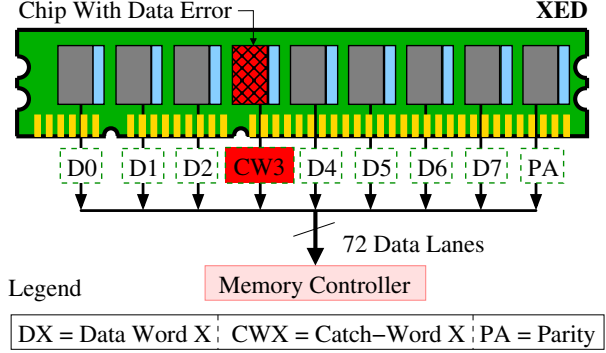 Chip With Data Error XED
D0 D1 D2 CW3 D4 D5 D6 D7 PA
72 Data Lanes
Memory Controller
Legend
DX = Data Word X CWX = Catch−Word X PA = Parity